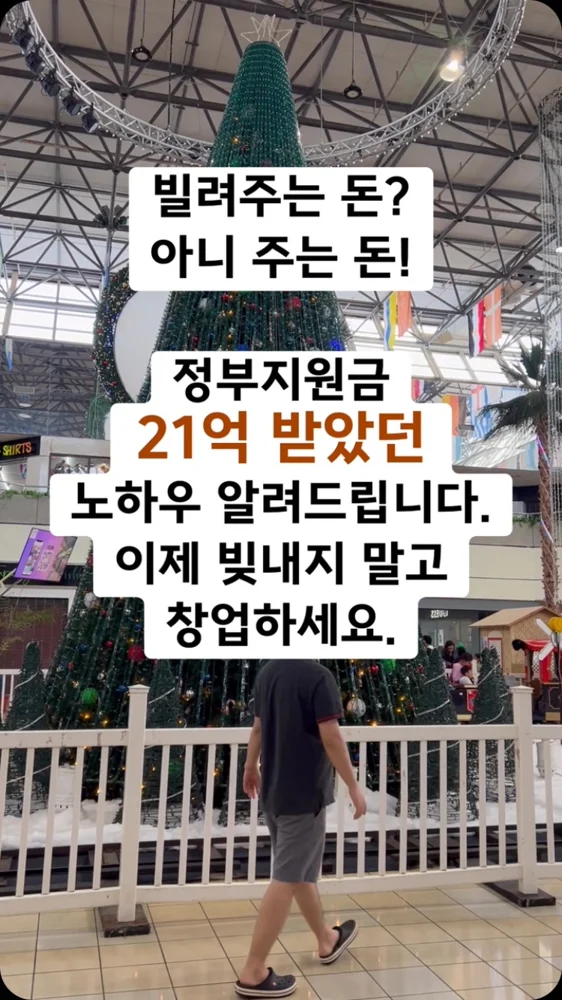 빌려주는 돈?
아니 주는 돈!
정부지원금
21억 받았던
노하우 알려드립니다.
이제 빚내지 말고
창업하세요.
SHIRTS